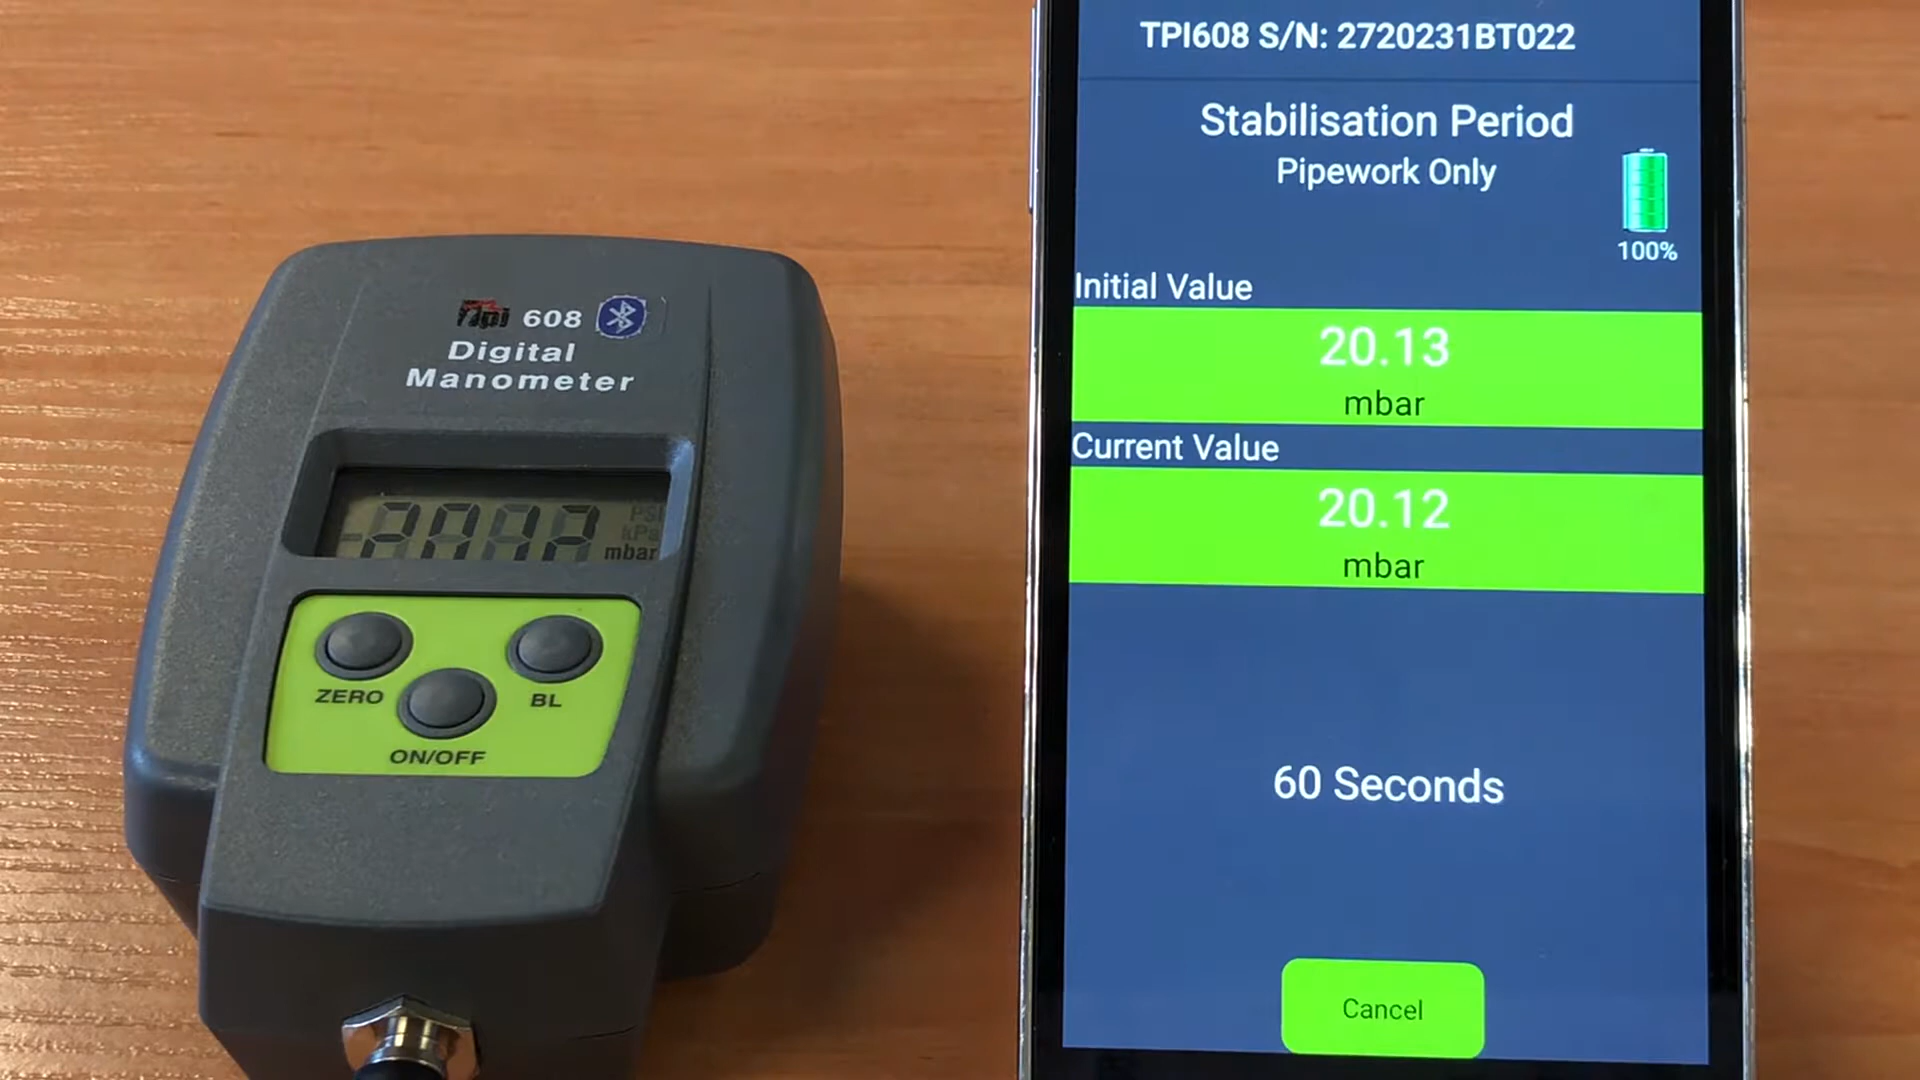 TPI608 S/N: 2720231BT022
Stabilisation Period
Pipework Only
100%
Initial Value
20.13
mbar
Current Value
20.12
mbar
60 Seconds
Cancel
tpi 608
Digital
Manometer
PSI
kPa
mbar
ZERO
BL
ON/OFF